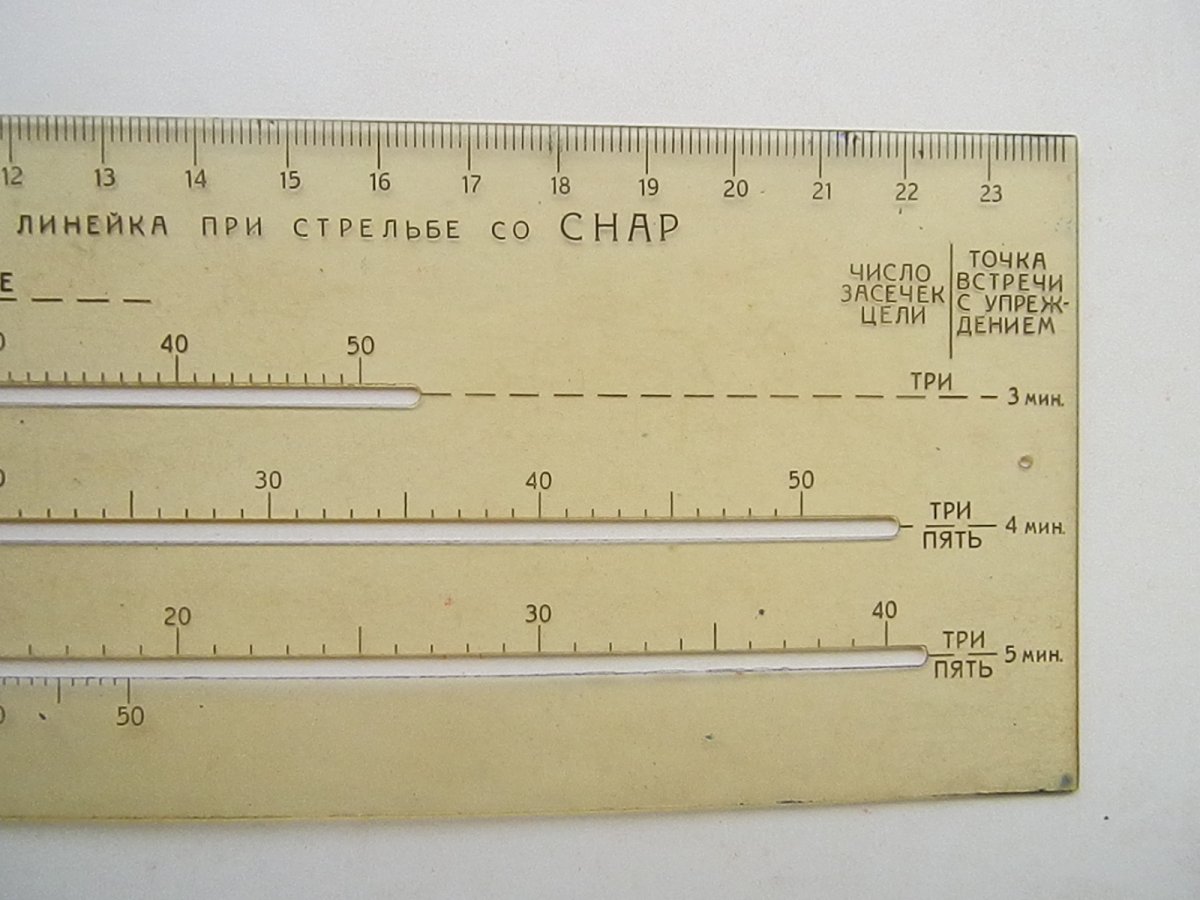 12 13 14 15 16 17 18 19 20 21 22 23
ЛИНЕЙКА ПРИ СТРЕЛЬБЕ СО СНАР
ЧИСЛО
ЗАСЕЧЕК
ЦЕЛИ
ТОЧКА
ВСТРЕЧИ
С УПРЕЖ-
ДЕНИЕМ
40 50
ТРИ
3 мин.
30 40 50
ТРИ
ПЯТЬ
4 мин.
20 30 40
ТРИ
ПЯТЬ
5 мин.
50